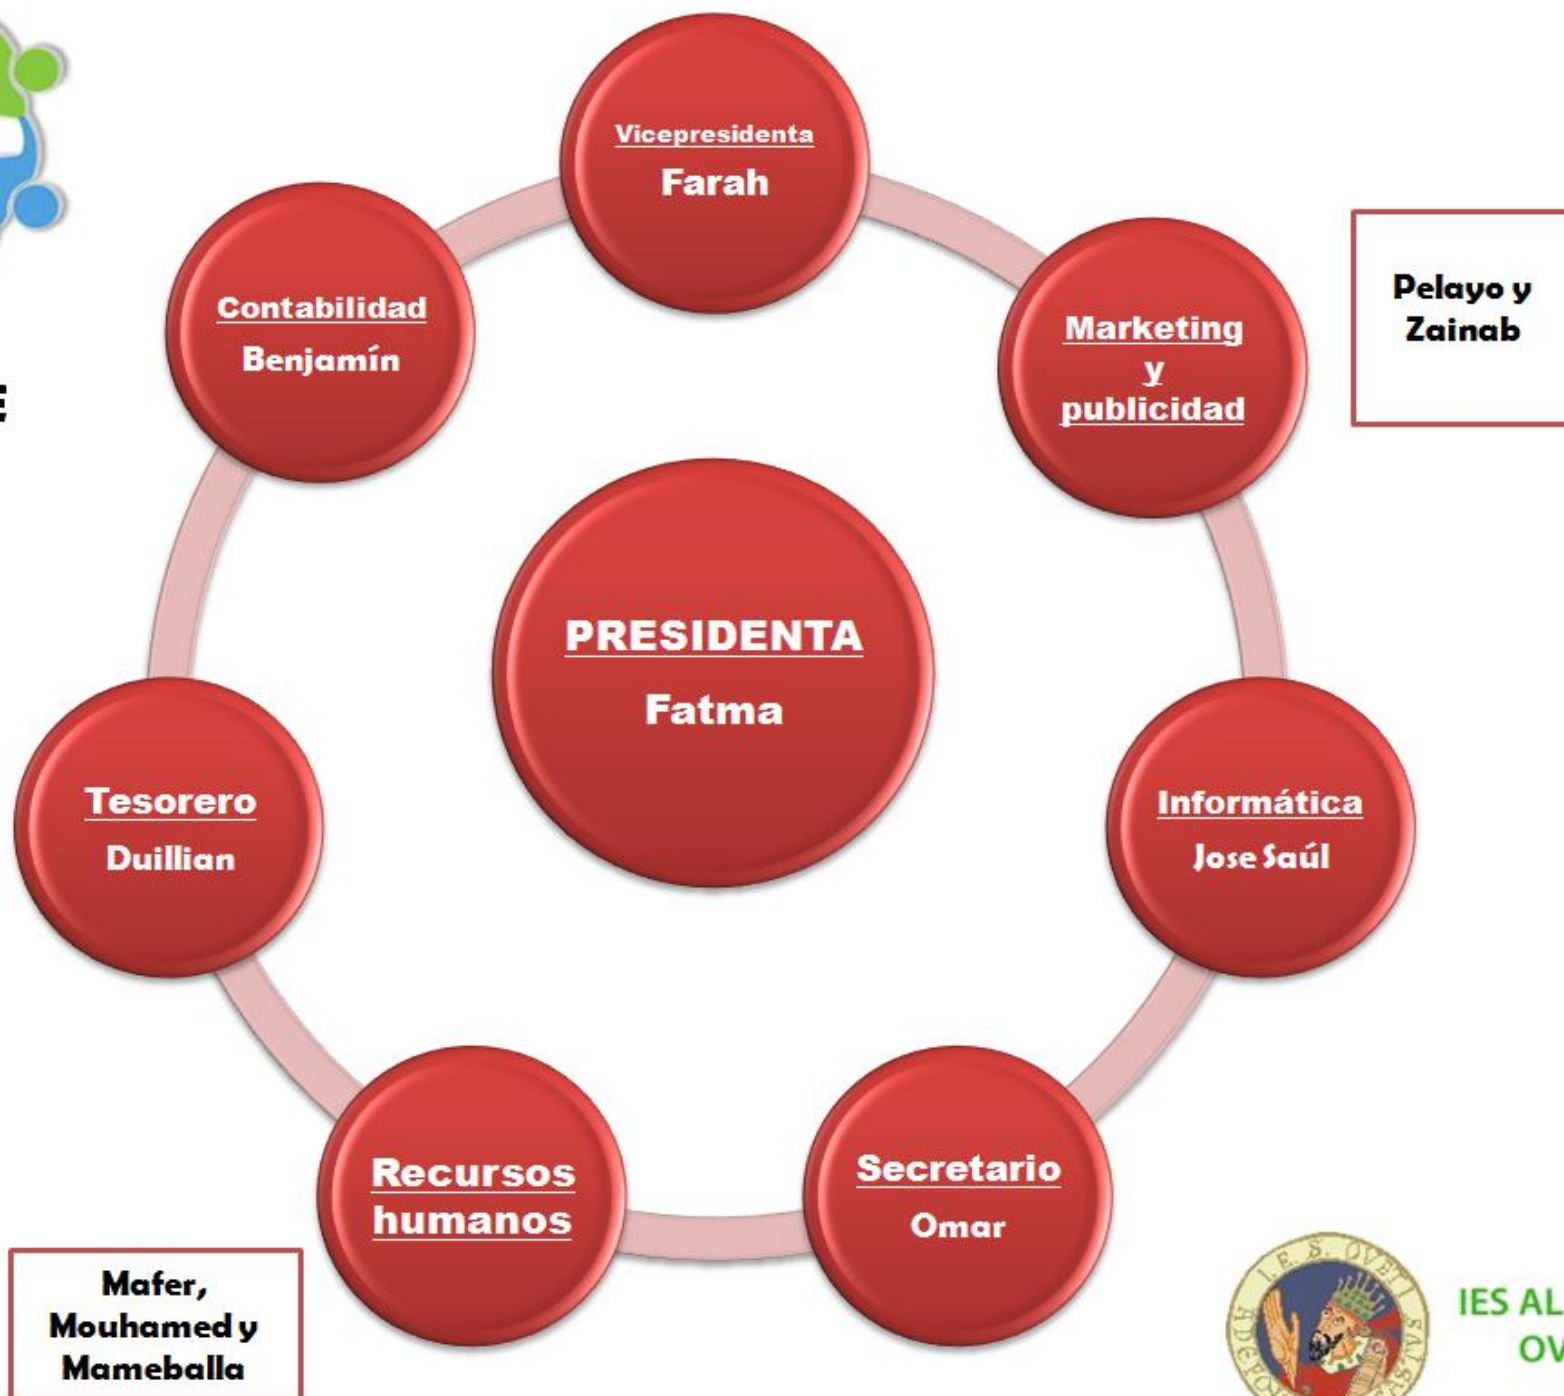 Vicepresidenta
Farah
Contabilidad
Benjamín
Marketing
y
publicidad
Pelayo y
Zainab
E
PRESIDENTA
Fatma
Tesorero
Duillian
Informática
Jose Saúl
Recursos
humanos
Secretario
Omar
Mafer,
Mouhamed y
Mameballa
I.E.S. OVETI
IES AL
OV